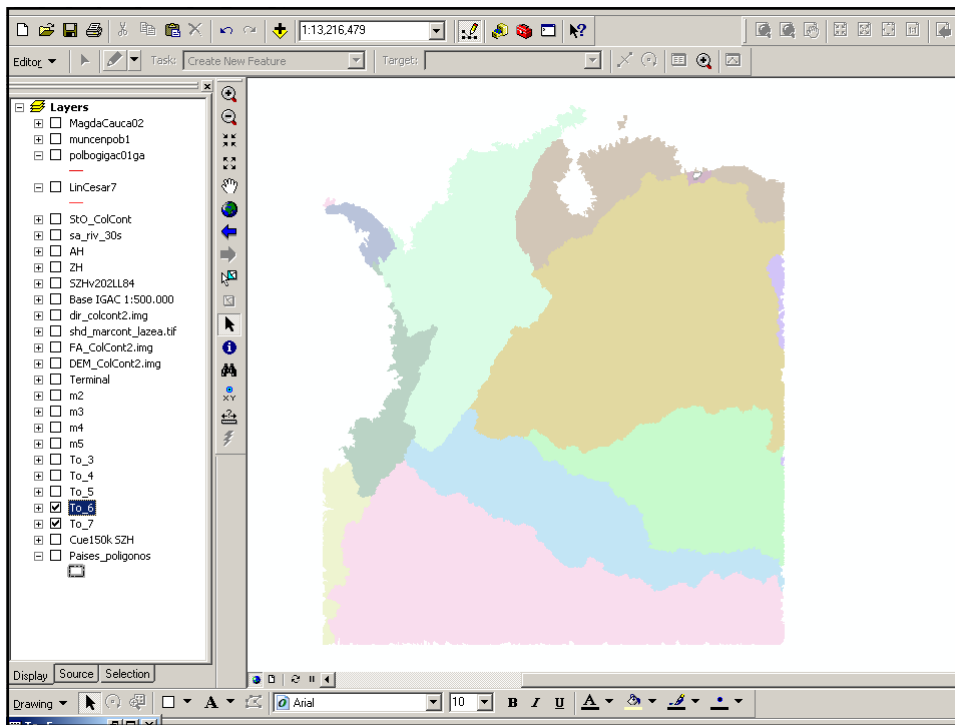 1:13,216,479
Editor Task: Create New Feature Target:
Layers
MagdaCauca02
muncenpob1
polbogigac01ga
LinCesar7
StO_ColCont
sa_riv_30s
AH
ZH
SZHv202LL84
Base IGAC 1:500.000
dir_colcont2.img
shd_marcont_lazea.tif
FA_ColCont2.img
DEM_ColCont2.img
Terminal
m2
m3
m4
m5
To_3
To_4
To_5
To_6
To_7
Cue150k SZH
Paises_poligonos
XY
Display Source Selection
Drawing A Arial 10 B I U A